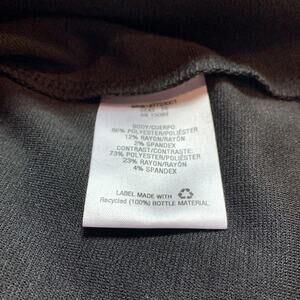 BODY/CUERPO:
86% POLYESTER/POLIÉSTER
12% RAYON/RAYÓN
2% SPANDEX
CONTRAST/CONTRASTE:
73% POLYESTER/POLIÉSTER
23% RAYON/RAYÓN
4% SPANDEX
LABEL MADE WITH
Recycled (100%) BOTTLE MATERIAL